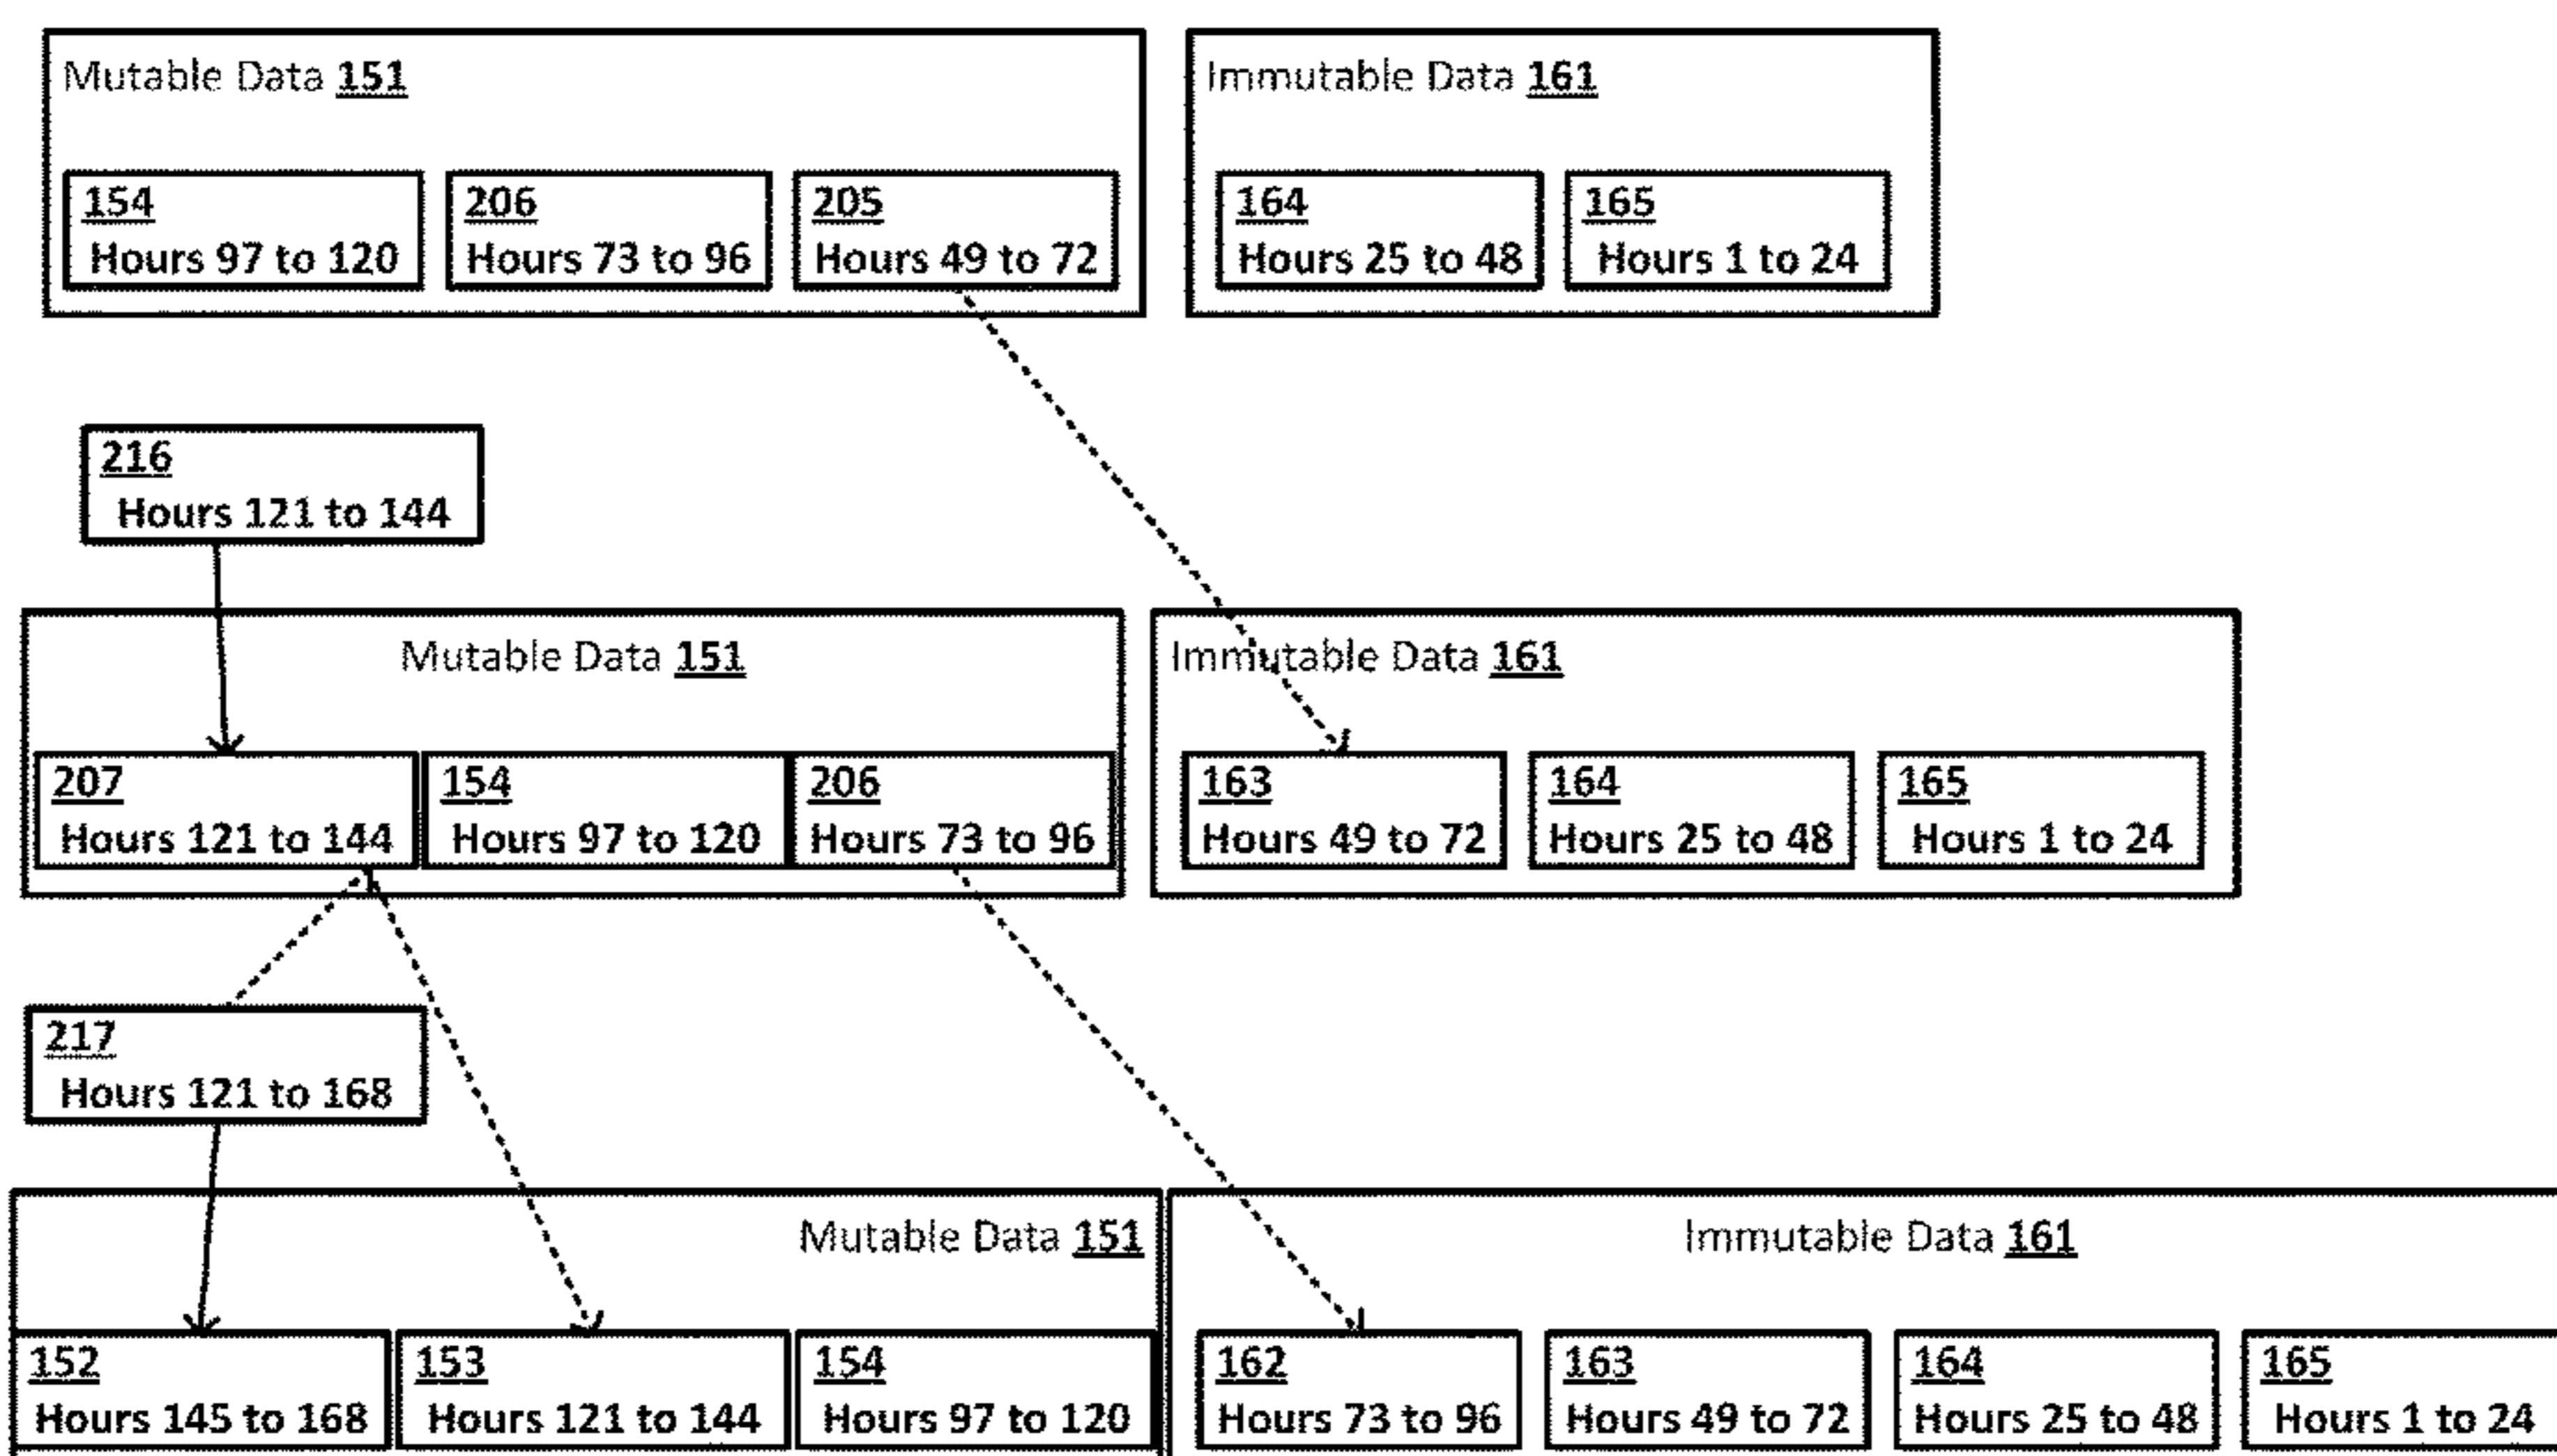 Mutable Data 151
Immutable Data 161
154
Hours 97 to 120
206
Hours 73 to 96
205
Hours 49 to 72
164
Hours 25 to 48
165
Hours 1 to 24
216
Hours 121 to 144
Mutable Data 151
Immutable Data 161
207
Hours 121 to 144
154
Hours 97 to 120
206
Hours 73 to 96
163
Hours 49 to 72
164
Hours 25 to 48
165
Hours 1 to 24
217
Hours 121 to 168
Mutable Data 151
Immutable Data 161
152
Hours 145 to 168
153
Hours 121 to 144
154
Hours 97 to 120
162
Hours 73 to 96
163
Hours 49 to 72
164
Hours 25 to 48
165
Hours 1 to 24